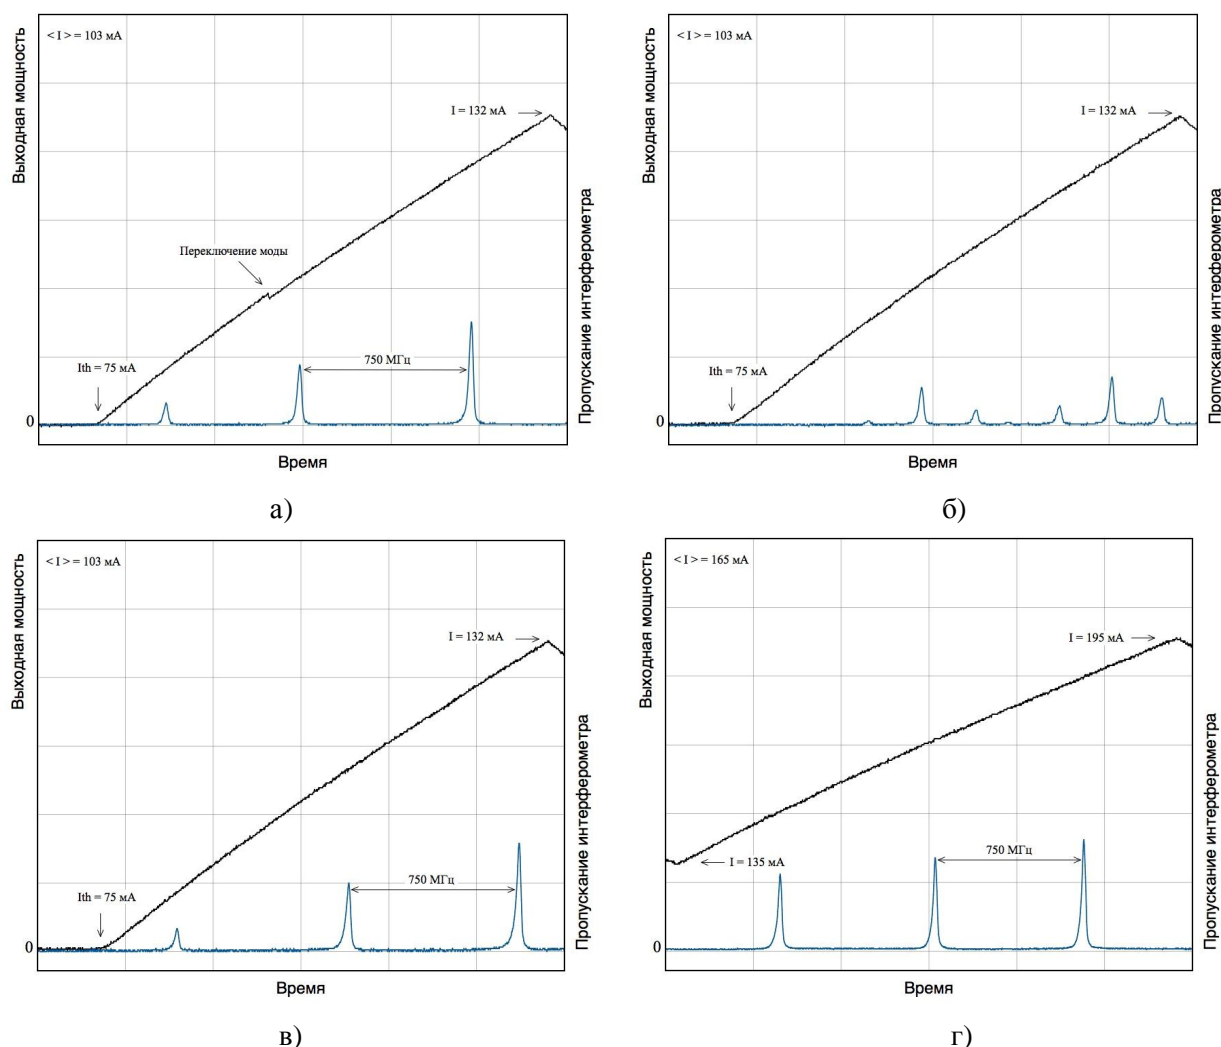 Выходная мощность
< I > = 103 мА
I = 132 мА
Переключение моды
750 МГц
Ith = 75 мА
0
Пропускание интерферометра
Время
а)
Выходная мощность
< I > = 103 мА
I = 132 мА
Ith = 75 мА
0
Пропускание интерферометра
Время
б)
Выходная мощность
< I > = 103 мА
I = 132 мА
750 МГц
Ith = 75 мА
0
Пропускание интерферометра
Время
в)
Выходная мощность
< I > = 165 мА
I = 195 мА
I = 135 мА
750 МГц
0
Пропускание интерферометра
Время
г)